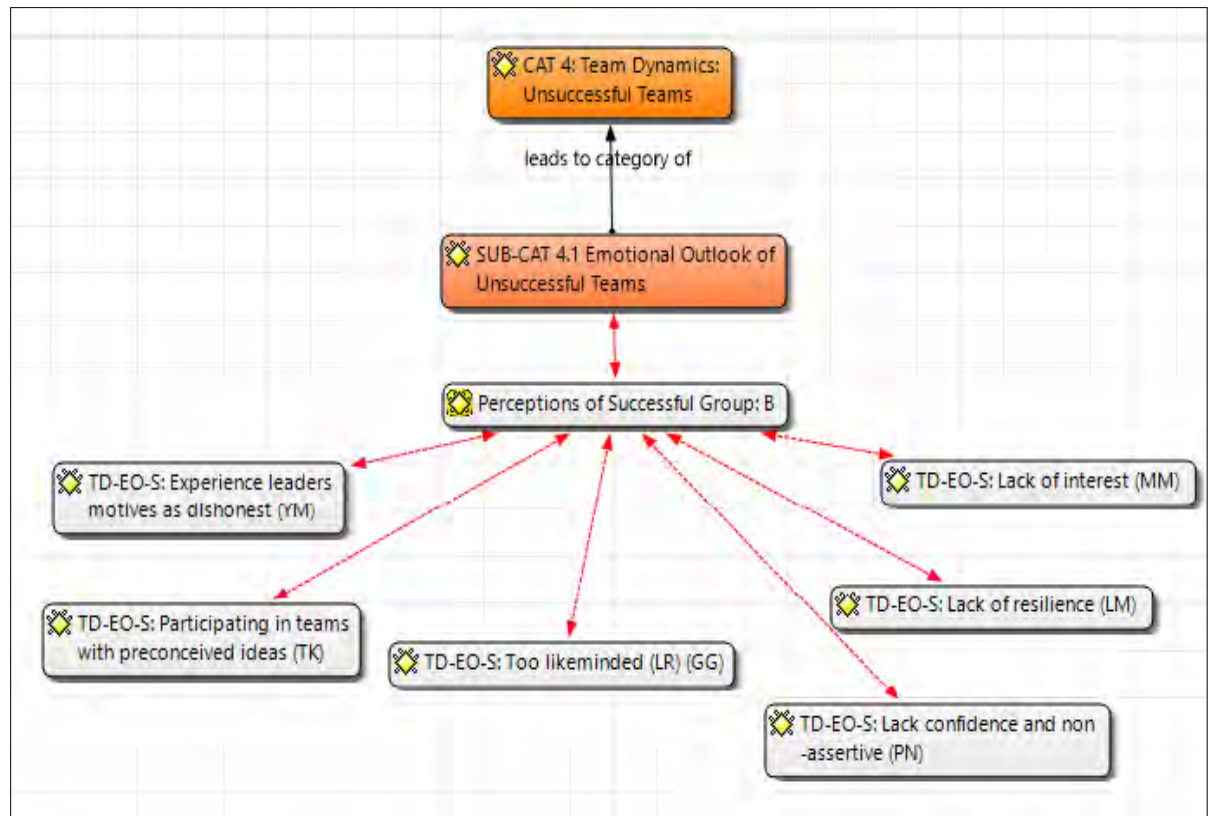 CAT 4: Team Dynamics:
Unsuccessful Teams
leads to category of
SUB-CAT 4.1 Emotional Outlook of
Unsuccessful Teams
Perceptions of Successful Group: B
TD-EO-S: Experience leaders
motives as dishonest (YM)
TD-EO-S: Lack of interest (MM)
TD-EO-S: Participating in teams
with preconceived ideas (TK)
TD-EO-S: Too likeminded (LR) (GG)
TD-EO-S: Lack of resilience (LM)
TD-EO-S: Lack confidence and non
-assertive (PN)